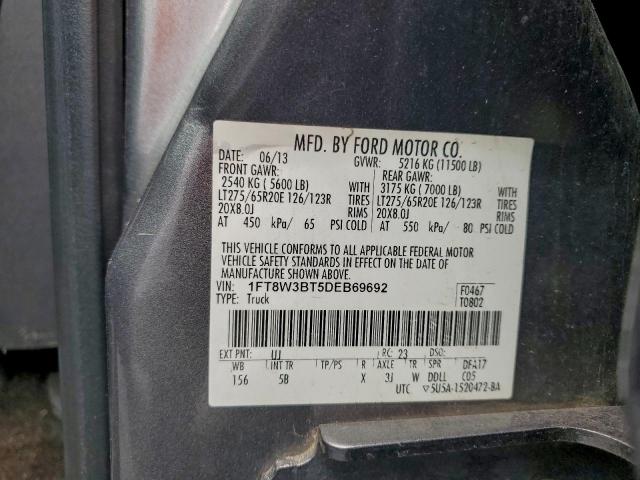 MFD. BY FORD MOTOR CO.
DATE: 06/13 GVWR: 5216 KG (11500 LB)
FRONT GAWR: REAR GAWR:
2540 KG ( 5600 LB) WITH 3175 KG ( 7000 LB) WITH
LT275/65R20E 126/123R TIRES LT275/65R20E 126/123R TIRES
20X8.0J RIMS 20X8.0J RIMS
AT 450 kPa/ 65 PSI COLD AT 550 kPa/ 80 PSI COLD
THIS VEHICLE CONFORMS TO ALL APPLICABLE FEDERAL MOTOR
VEHICLE SAFETY STANDARDS IN EFFECT ON THE DATE OF
MANUFACTURE SHOWN ABOVE.
VIN: 1FT8W3BT5DEB69692 F0467
TYPE: Truck T0802
EXT PNT: UJ RC: 23 DSO:
WB INT TR TP/PS R AXLE TR SPR DFA17
156 5B X 3J W DDLL C05
UTC ▽5U5A-1520472-BA